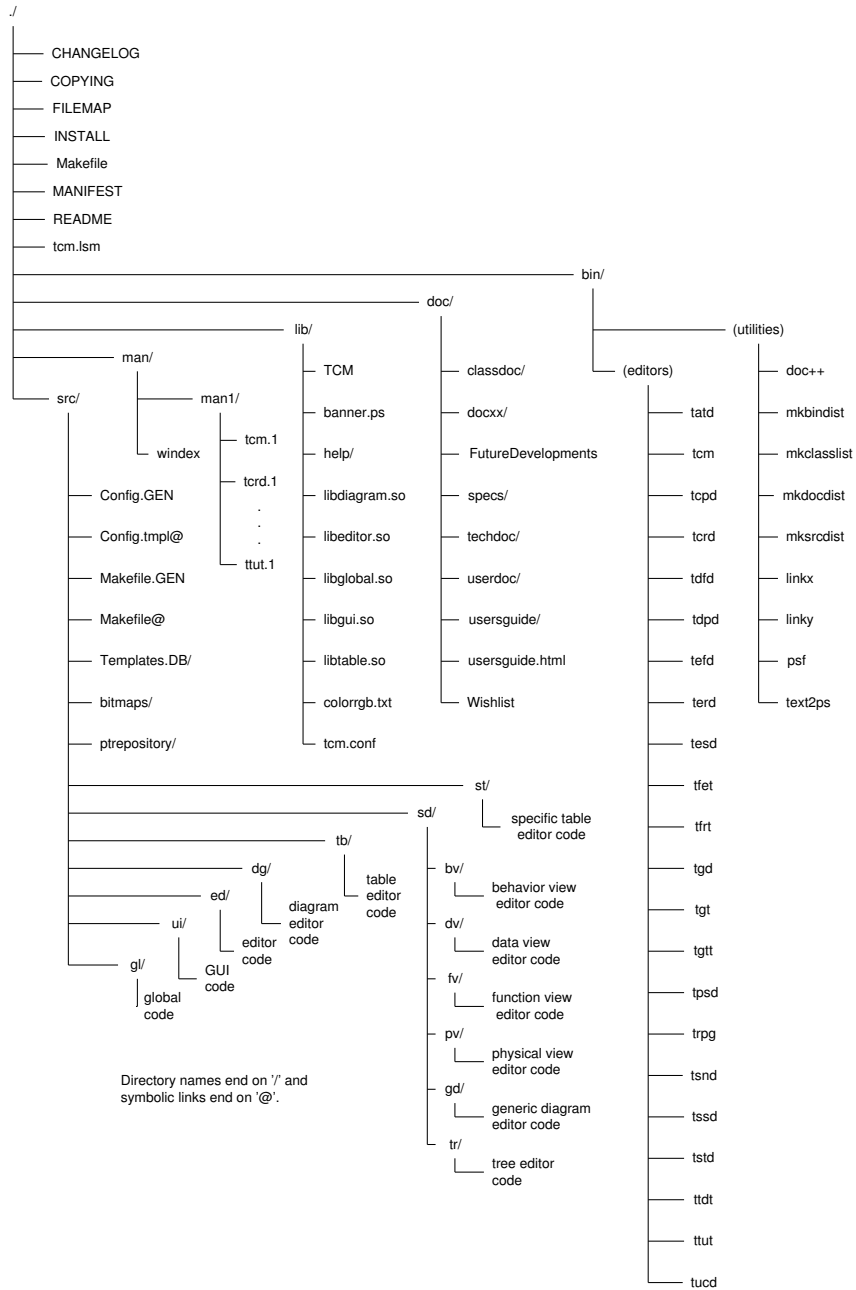 ./
CHANGELOG
COPYING
FILEMAP
INSTALL
Makefile
MANIFEST
README
tcm.lsm
bin/
doc/
lib/
(utilities)
man/
TCM
classdoc/
(editors)
doc++
src/
man1/
banner.ps
docxx/
tatd
mkbindist
tcm.1
windex
help/
FutureDevelopments
tcm
mkclasslist
tcrd.1
Config.GEN
libdiagram.so
specs/
tcpd
mkdocdist
.
.
.
Config.tmpl@
libeditor.so
techdoc/
tcrd
mksrcdist
ttut.1
Makefile.GEN
libglobal.so
userdoc/
tdfd
linkx
Makefile@
libgui.so
usersguide/
tdpd
linky
Templates.DB/
libtable.so
usersguide.html
tefd
psf
bitmaps/
colorrgb.txt
Wishlist
terd
text2ps
ptrepository/
tcm.conf
tesd
st/
tfet
specific table
editor code
sd/
tfrt
tb/
table
editor
code
dg/
diagram
editor
code
bv/
behavior view
editor code
tgd
ed/
editor
code
tgt
ui/
GUI
code
dv/
data view
editor code
tgtt
gl/
global
code
fv/
function view
editor code
tpsd
pv/
physical view
editor code
trpg
Directory names end on '/' and
symbolic links end on '@'.
gd/
generic diagram
editor code
tsnd
tssd
tr/
tree editor
code
tstd
ttdt
ttut
tucd